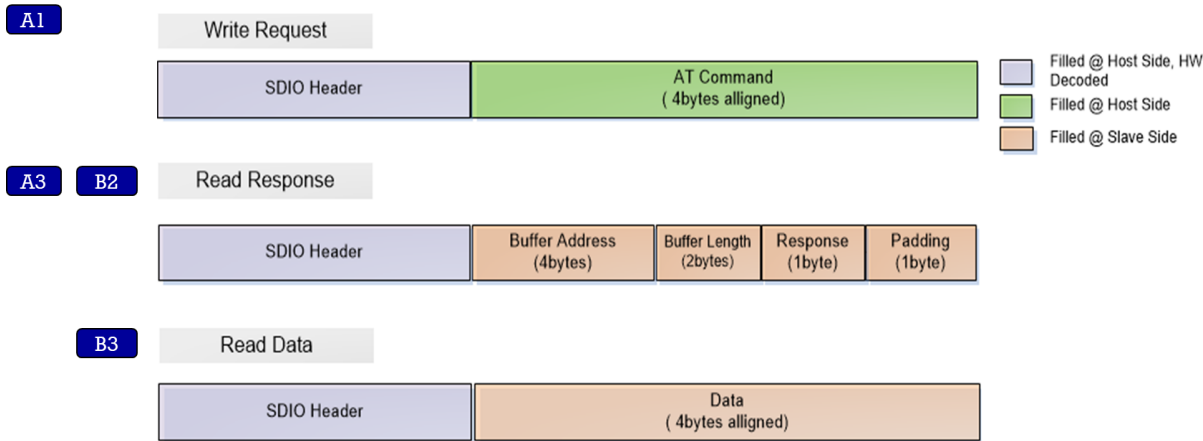 A1
Write Request
SDIO Header
AT Command
( 4bytes alligned)
Filled @ Host Side, HW
Decoded
Filled @ Host Side
Filled @ Slave Side
A3
B2
Read Response
SDIO Header
Buffer Address
(4bytes)
Buffer Length
(2bytes)
Response
(1byte)
Padding
(1byte)
B3
Read Data
SDIO Header
Data
( 4bytes alligned)